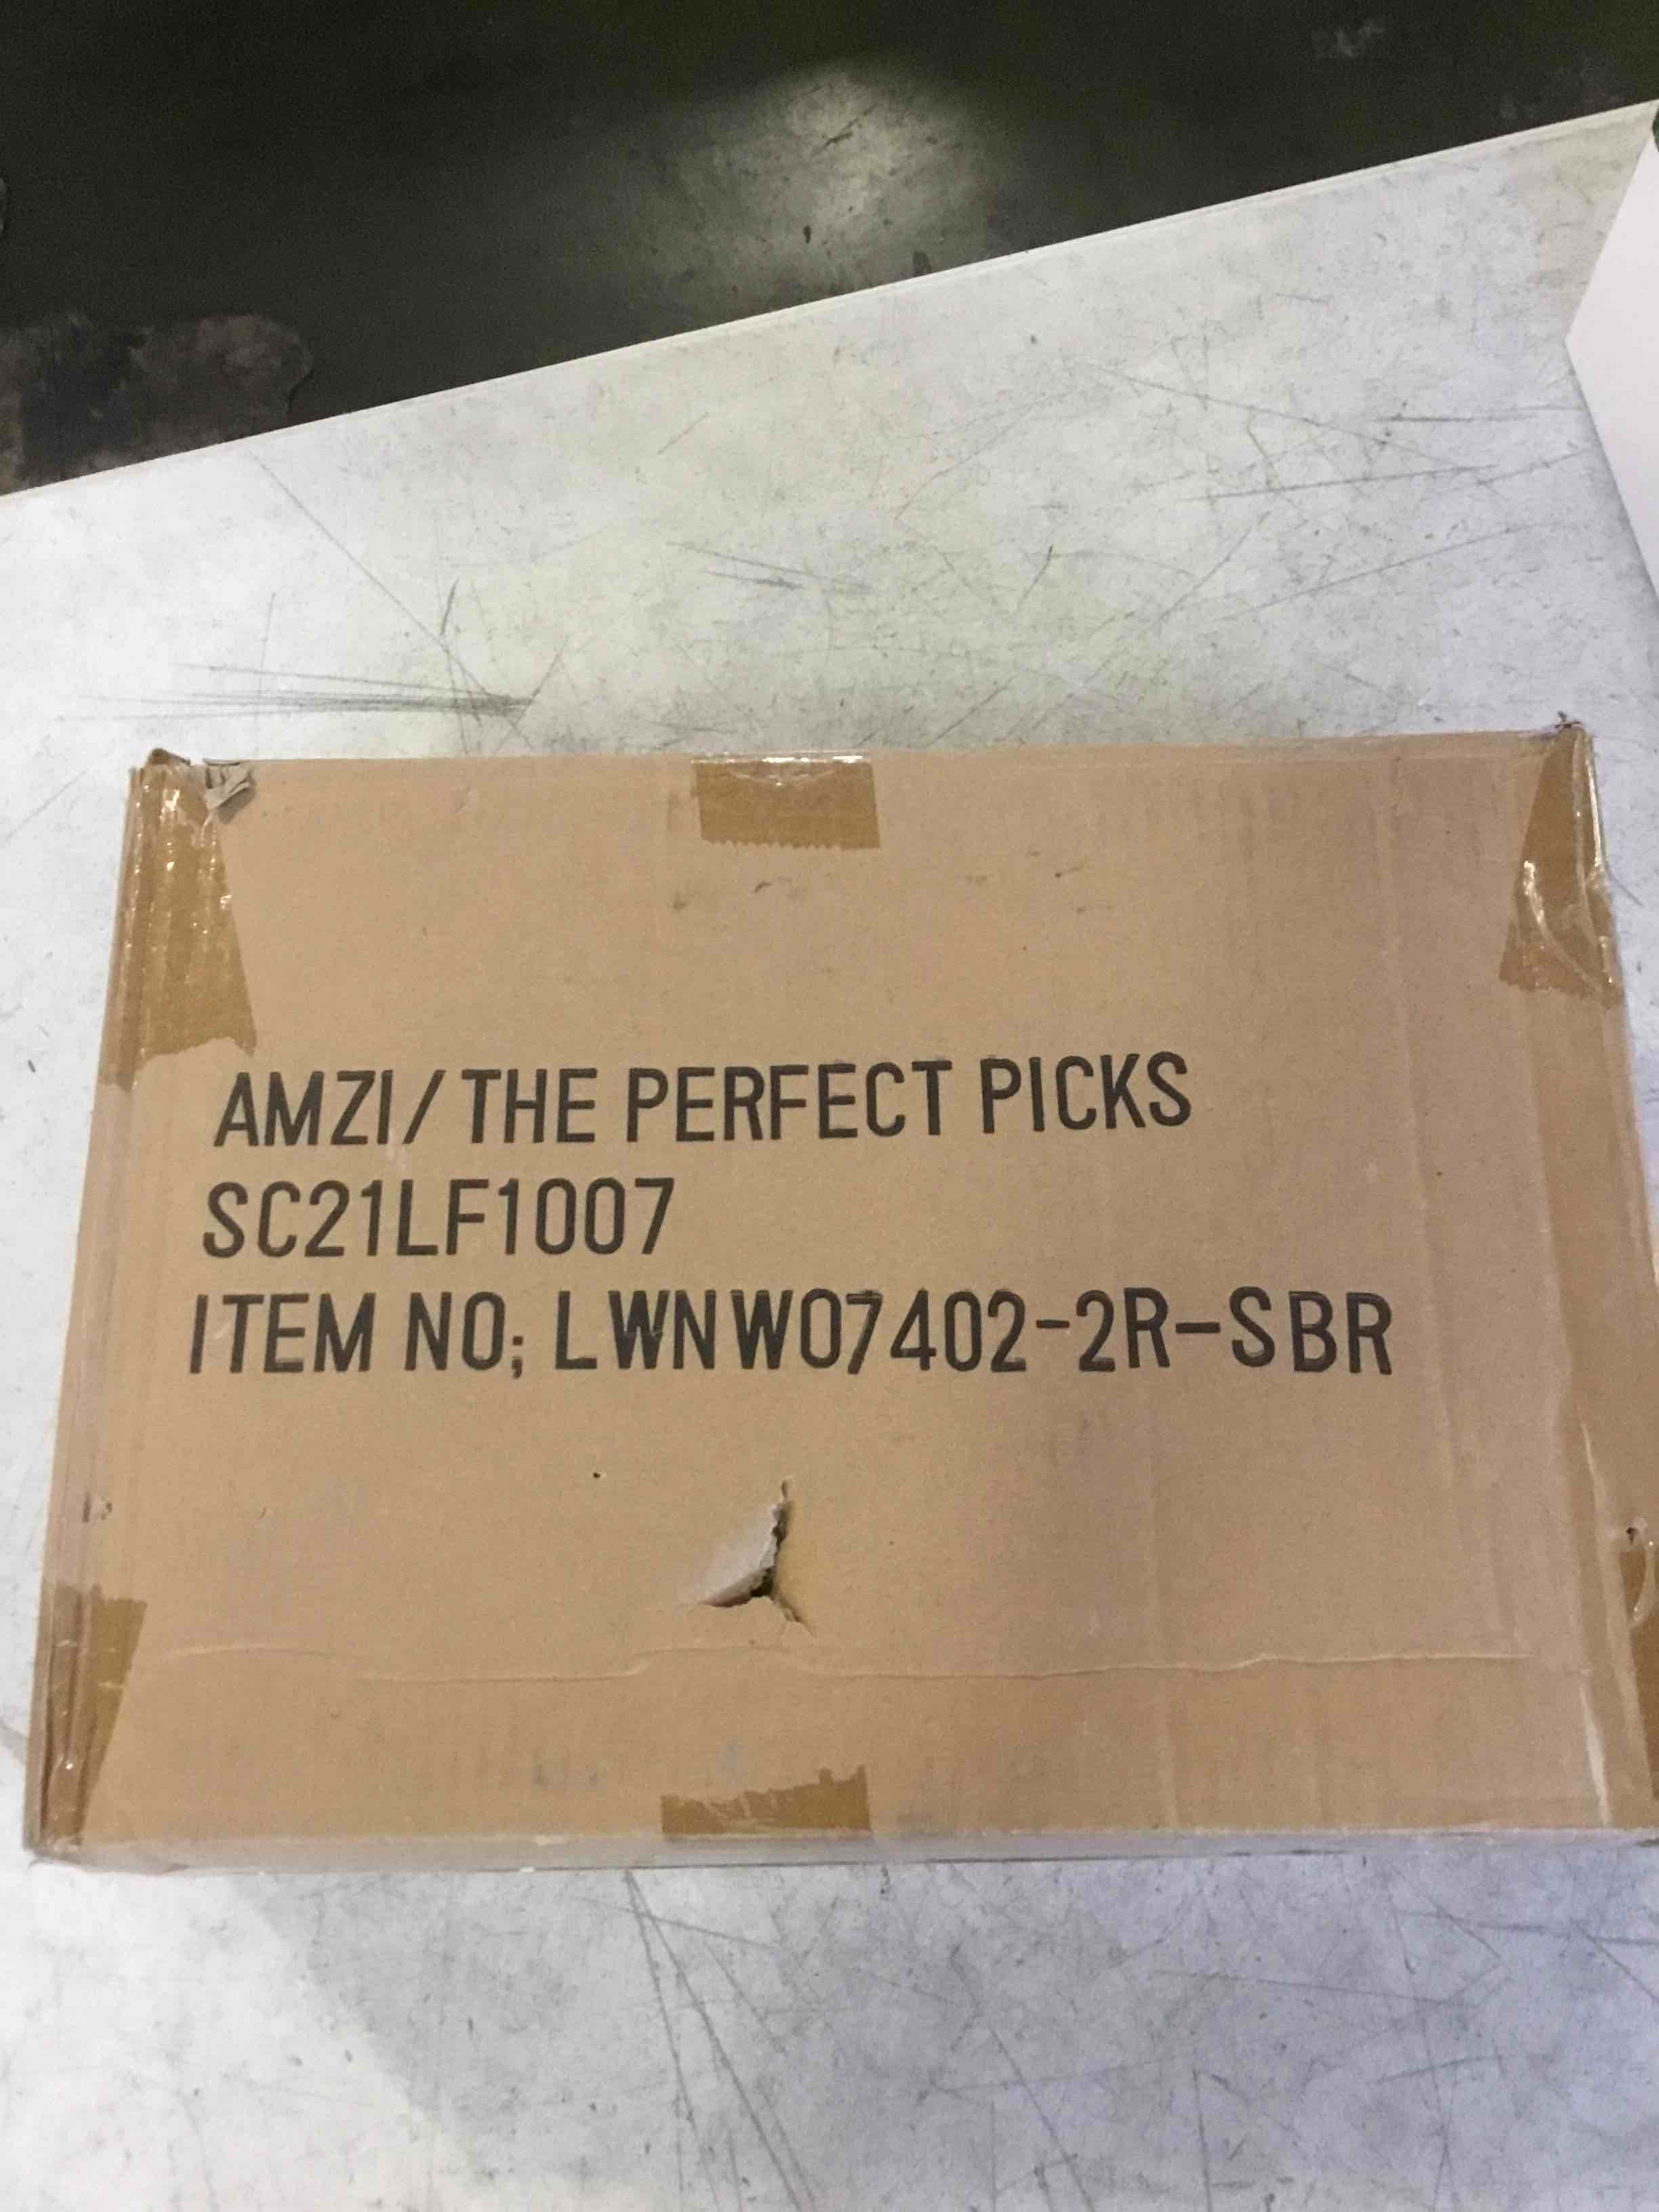 AMZI/THE PERFECT PICKS
SC21LF1007
ITEM NO; LWNW07402-2R-SBR